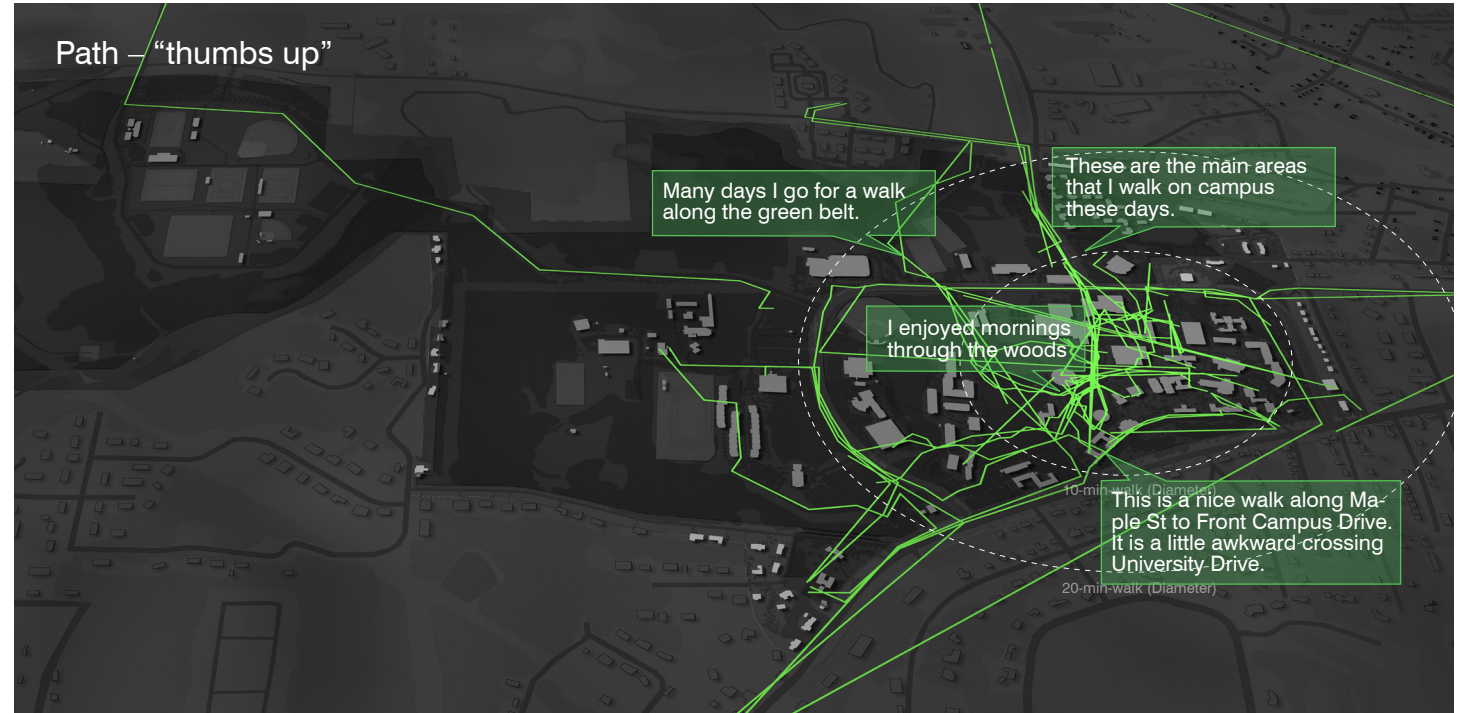 Path – “thumbs up”
These are the main areas
that I walk on campus
these days.
Many days I go for a walk
along the green belt.
I enjoyed mornings
through the woods
10-min-walk (Diameter)
This is a nice walk along Ma-
ple St to Front Campus Drive.
It is a little awkward crossing
University Drive.
20-min-walk (Diameter)